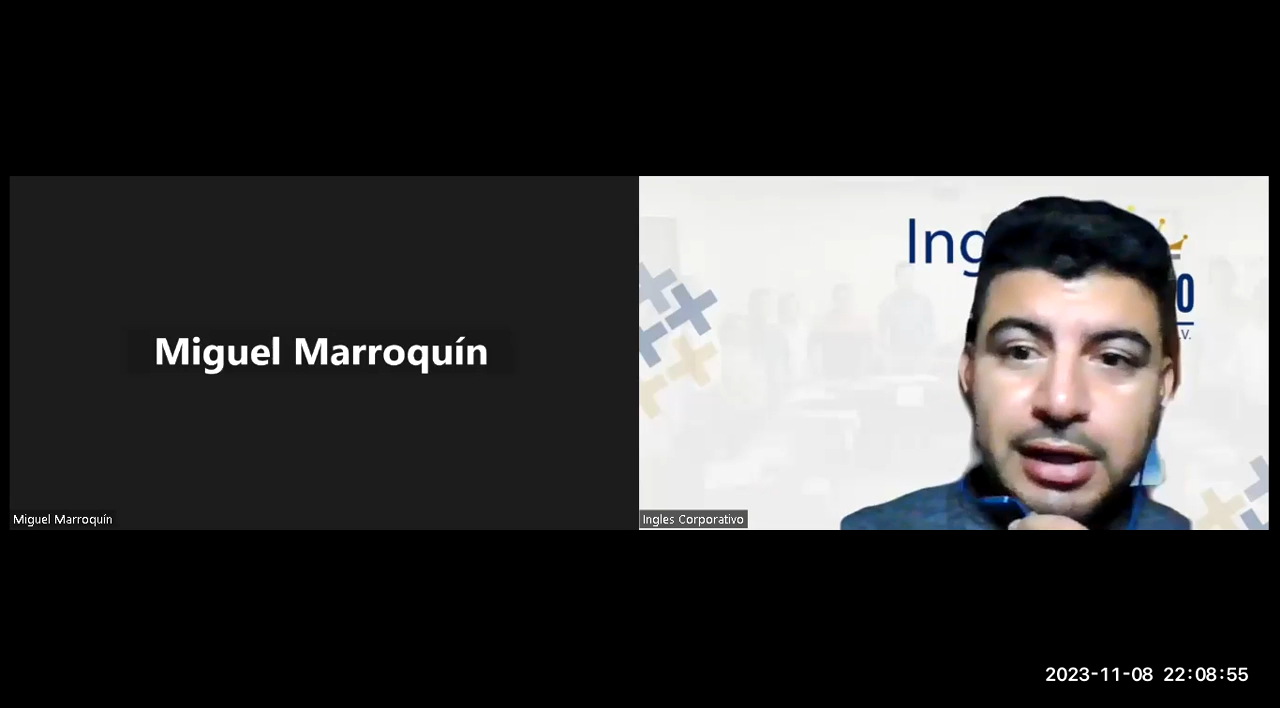 Miguel Marroquín
Miguel Marroquín
Ing
O
.V.
Ingles Corporativo
2023-11-08 22:08:55